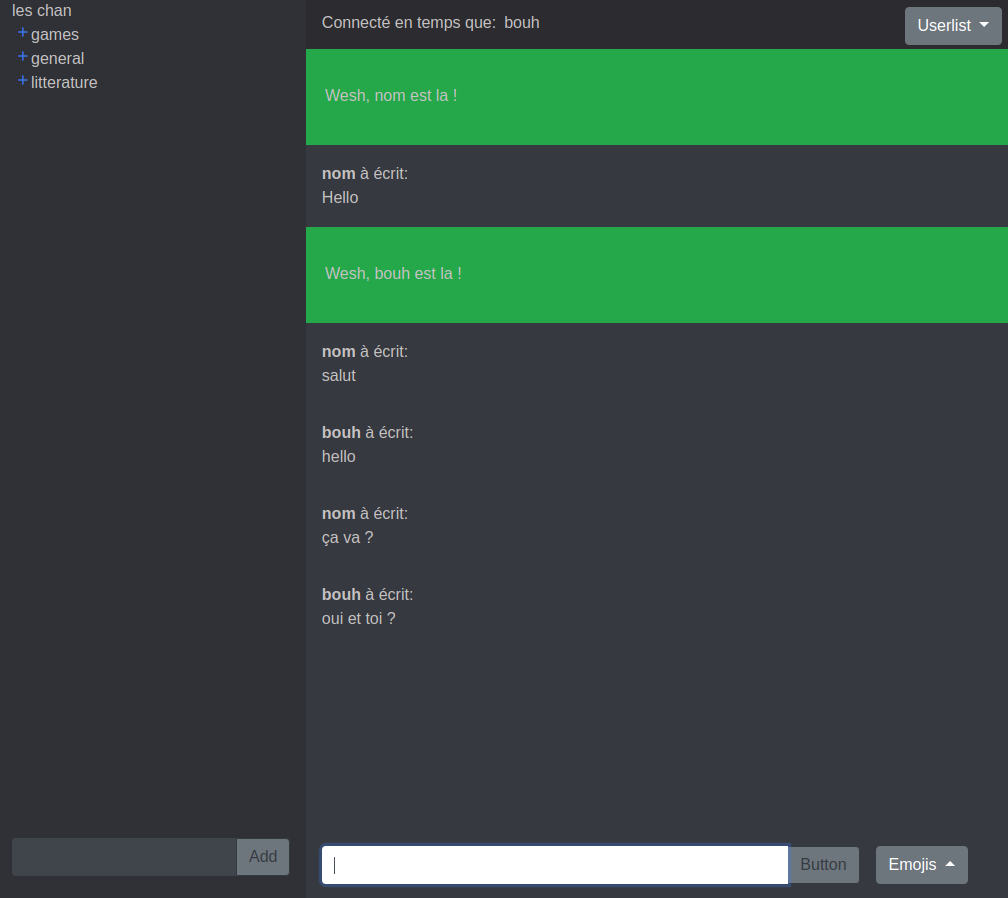 les chan
+games
+general
+litterature
Add
Connecté en temps que: bouh
Userlist
Wesh, nom est la !
nom à écrit:
Hello
Wesh, bouh est la !
nom à écrit:
salut
bouh à écrit:
hello
nom à écrit:
ça va ?
bouh à écrit:
oui et toi ?
Button
Emojis